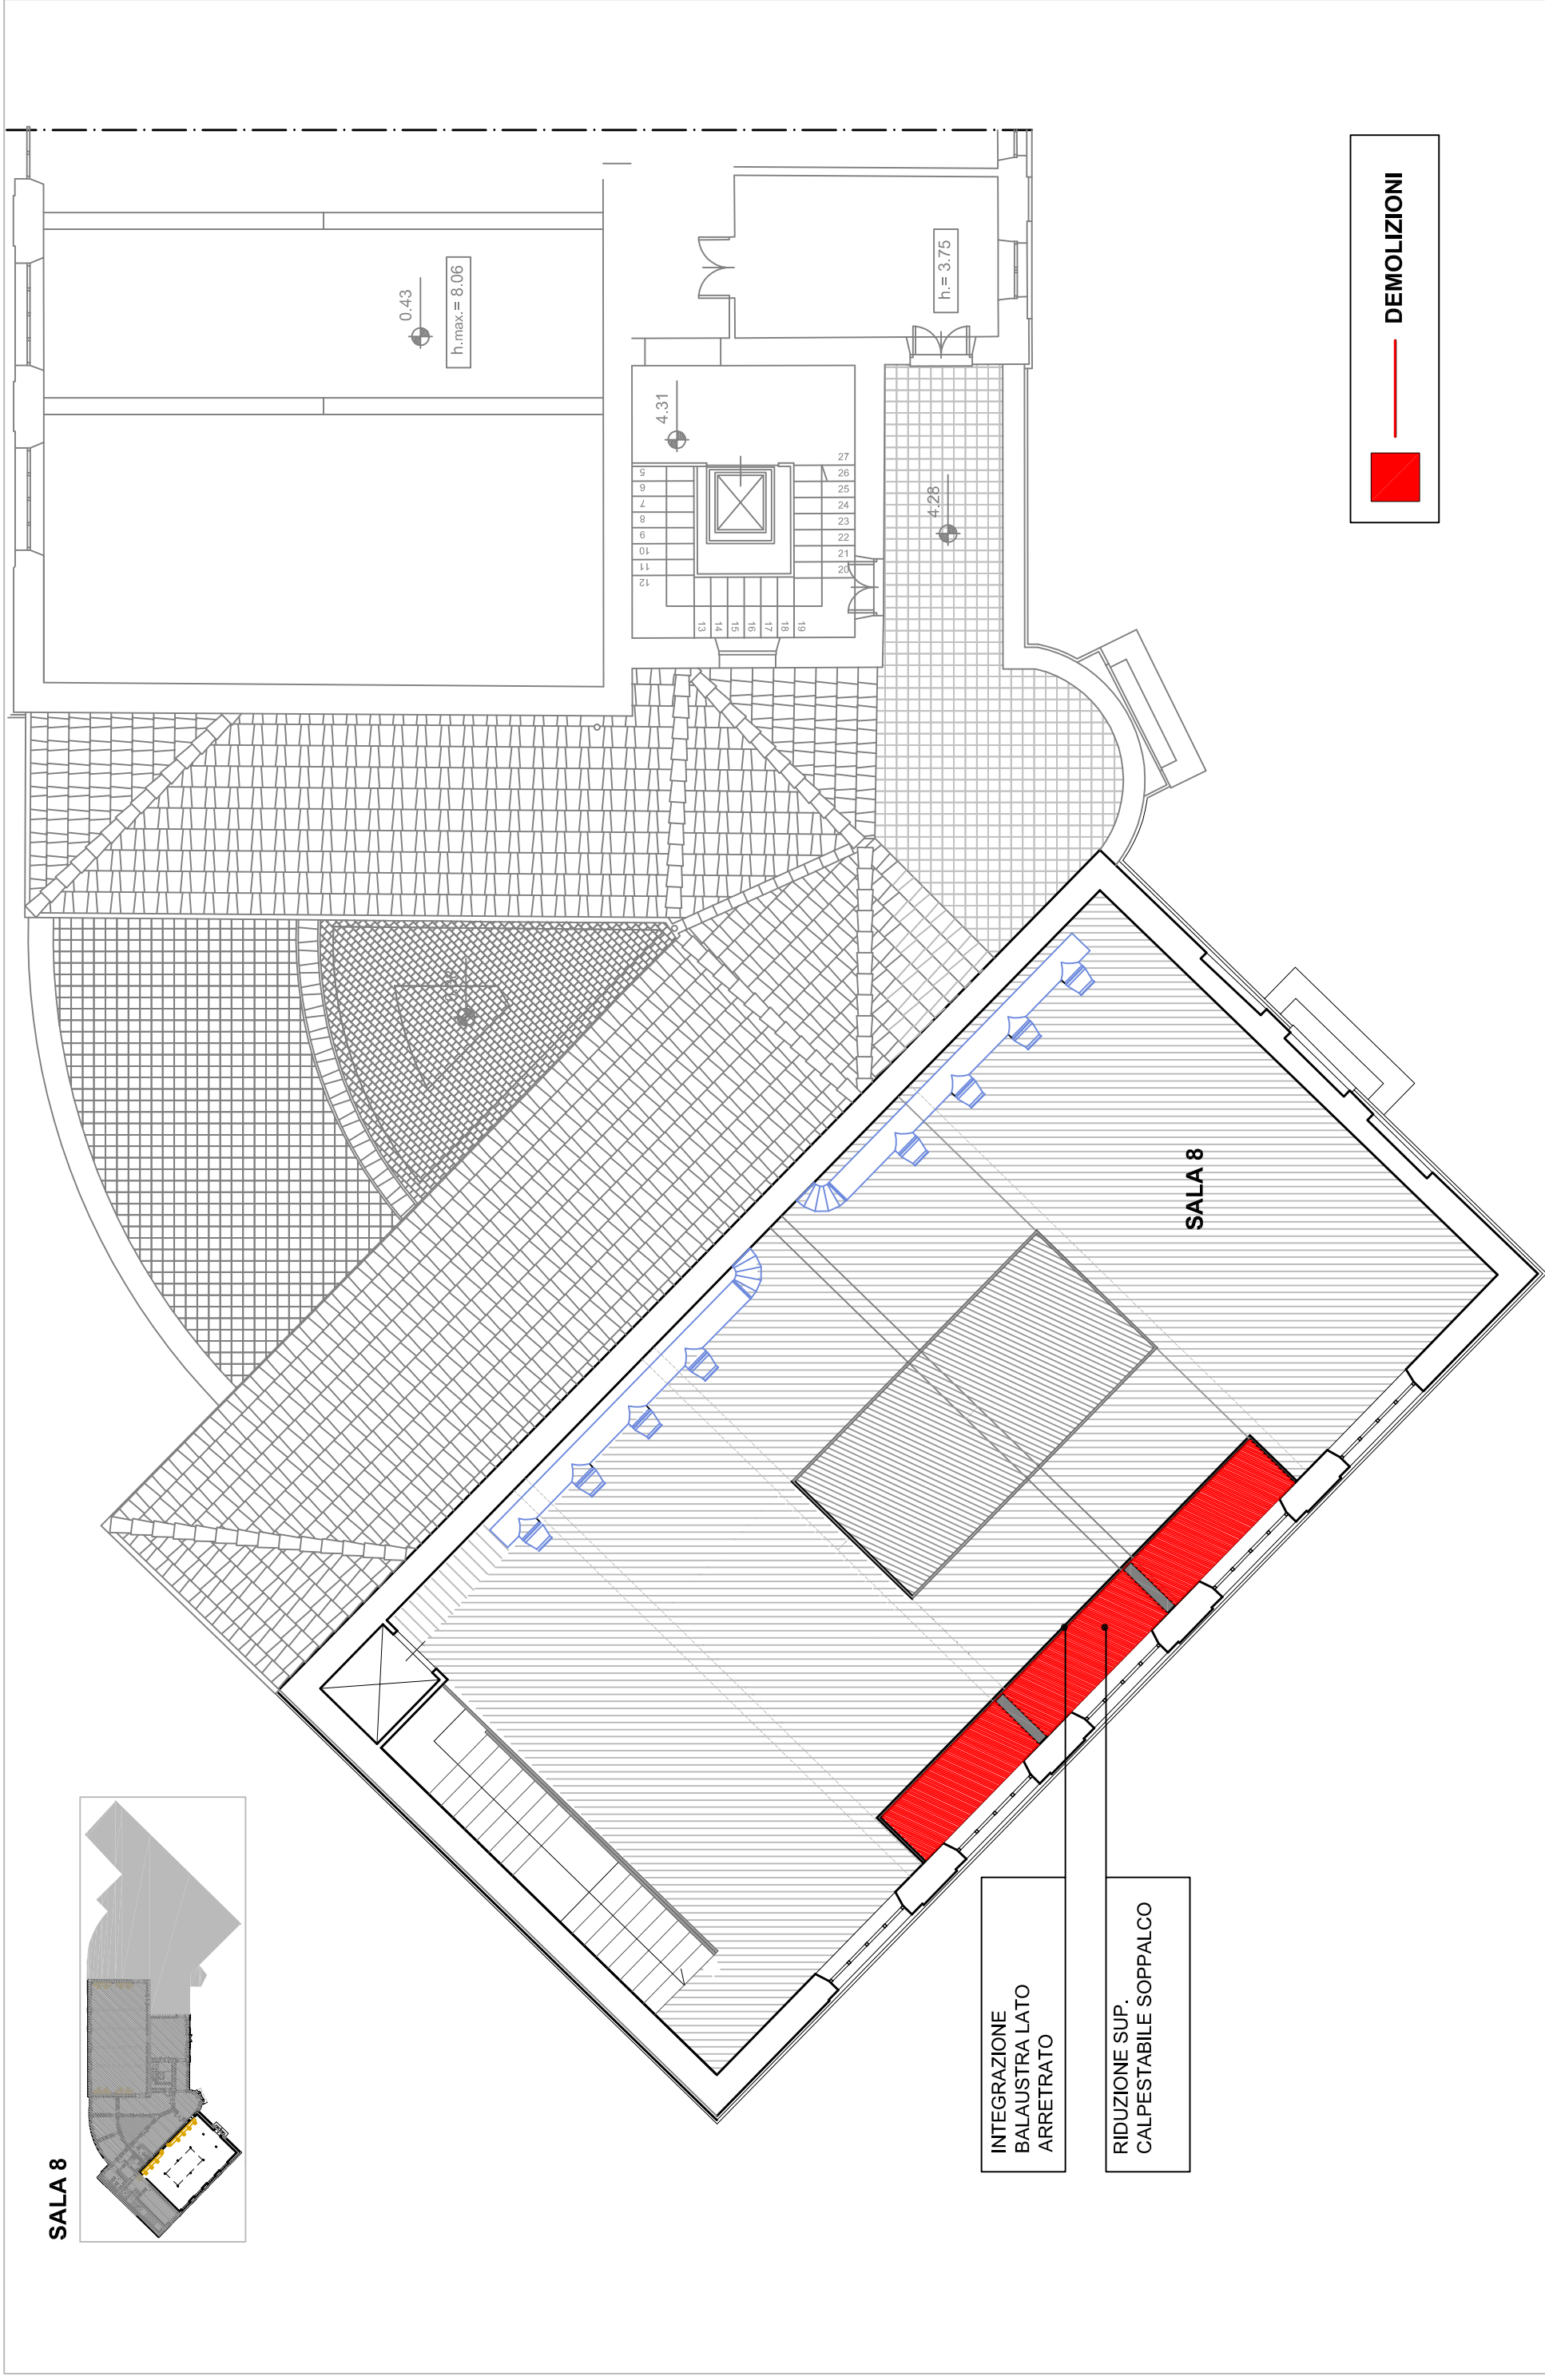 SALA 8
0.43
h.max.= 8.06
4.31
h.= 3.75
4.28
5
6
7
8
9
10
11
12
13
14
15
16
17
18
19
20
21
22
23
24
25
26
27
SALA 8
INTEGRAZIONE
BALAUSTRA LATO
ARRETRATO
RIDUZIONE SUP.
CALPESTABILE SOPPALCO
DEMOLIZIONI